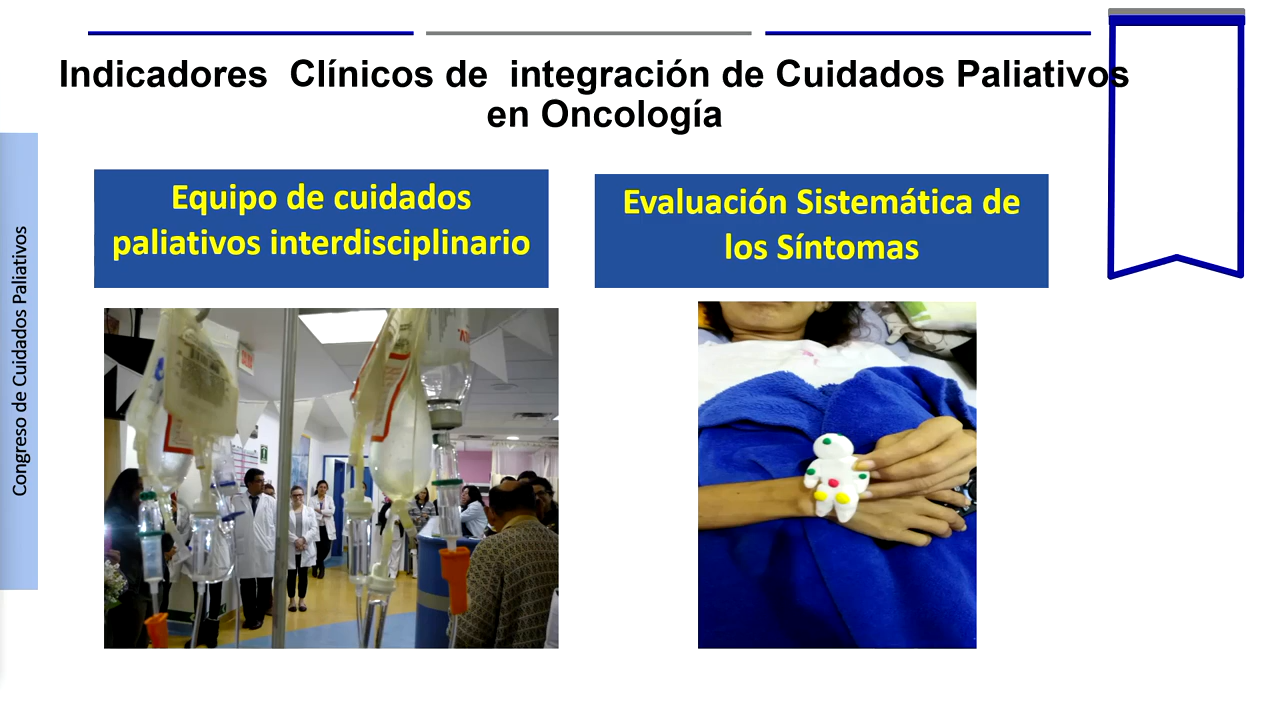 Indicadores  Clínicos de  integración de Cuidados Paliativos
en Oncología
Equipo de cuidados
paliativos interdisciplinario
Evaluación Sistemática de
los Síntomas
Congreso de Cuidados Paliativos